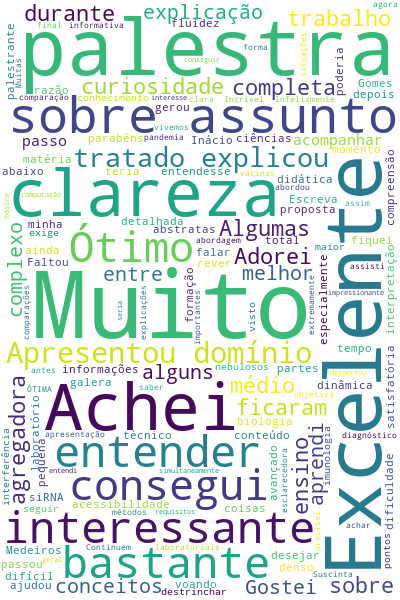 agora
final informativa fluidez conseguir
durante explicação trabalho
palestrante Muitas forma situações
palestra
razão comparação Incrível infelizmente
curiosidade completa Gomes depois
conhecimento interesse clara
vivemos pandemia poderia
sobre assunto
passo parabéns gerou Inácio ciências acompanhar
matéria teria entendesse momento
abaixo computação vacinas didática
tratado explicou
básica abordou assim
clareza
minha exige detalhada Escreva proposta
compreensão
complexo
ainda Faltou
Ótimo
abstratas Algumas total maior fiquei
abordagem falar Adorei rever
comparações
entre melhor
formação
visto
assisti
especialmente
interpretação
Muito
seria explicações importantes extremamente impressionante
Excelente
Apresentou domínio tempo
antes informações nebulosos partes despertou
agregadora
ÓTIMA galera saber
alguns médio dinâmica satisfatória
biologia objetiva
Achei
ficaram
laboratório pequena
apresentação técnico conteúdo diagnóstico
interferência
entendi
entender
avançado esclarecedora
ensino aprendi imunologia
siRNA acessibilidade
seguir métodos simultaneamente requisitos coisas
consegui
precisei achar
pontos dificuldade
interessante
Medeiros Continuem laboratoriais desejar
passou geral denso Suscinta
difícil
bastante
ajudou conceitos voando destrinchar Gostei sobre